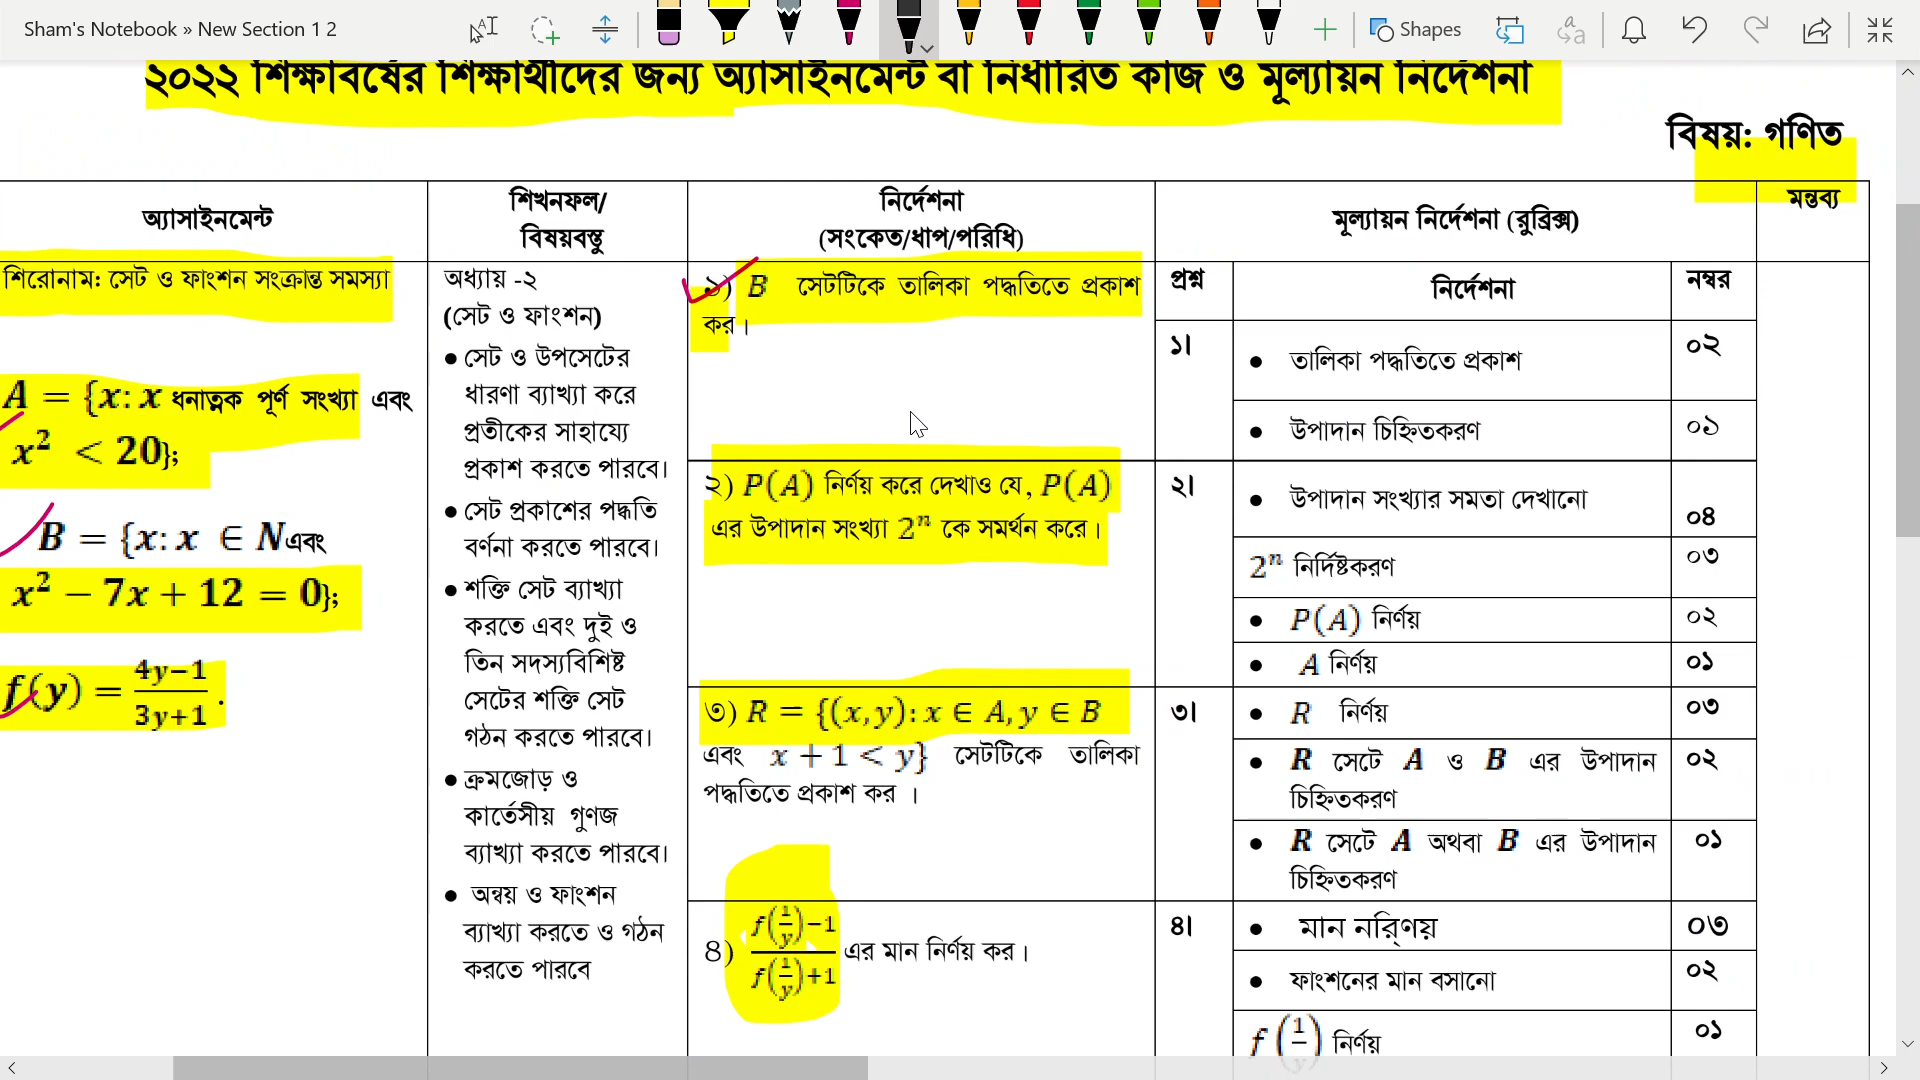 Sham's Notebook » New Section 1 2
Shapes
২০২২ শিক্ষাবর্ষের শিক্ষার্থীদের জন্য অ্যাসাইনমেন্ট বা নির্ধারিত কাজ ও মূল্যায়ন নির্দেশনা
বিষয়: গণিত
অ্যাসাইনমেন্ট
শিরোনাম: সেট ও ফাংশন সংক্রান্ত সমস্যা
A = {x: x ধনাত্নক পূর্ণ সংখ্যা এবং
x² < 20};
B = {x: x ∈ N এবং
x² − 7x + 12 = 0};
f(y) = (4y−1)/(3y+1) .
শিখনফল/
বিষয়বস্তু
অধ্যায় -২
(সেট ও ফাংশন)
● সেট ও উপসেটের
ধারণা ব্যাখ্যা করে
প্রতীকের সাহায্যে
প্রকাশ করতে পারবে।
● সেট প্রকাশের পদ্ধতি
বর্ণনা করতে পারবে।
● শক্তি সেট ব্যাখ্যা
করতে এবং দুই ও
তিন সদস্যবিশিষ্ট
সেটের শক্তি সেট
গঠন করতে পারবে।
● ক্রমজোড় ও
কার্তেসীয় গুণজ
ব্যাখ্যা করতে পারবে।
● অন্বয় ও ফাংশন
ব্যাখ্যা করতে ও গঠন
করতে পারবে
নির্দেশনা
(সংকেত/ধাপ/পরিধি)
১) B সেটটিকে তালিকা পদ্ধতিতে প্রকাশ
কর।
২) P(A) নির্ণয় করে দেখাও যে, P(A)
এর উপাদান সংখ্যা 2ⁿ কে সমর্থন করে।
৩) R = {(x, y): x ∈ A, y ∈ B
এবং x + 1 < y} সেটটিকে তালিকা
পদ্ধতিতে প্রকাশ কর ।
8) (f(1/y)−1)/(f(1/y)+1) এর মান নির্ণয় কর।
মূল্যায়ন নির্দেশনা (রুব্রিক্স)
মন্তব্য
প্রশ্ন নির্দেশনা নম্বর
১। ● তালিকা পদ্ধতিতে প্রকাশ ০২
● উপাদান চিহ্নিতকরণ ০১
২। ● উপাদান সংখ্যার সমতা দেখানো ০৪
2ⁿ নির্দিষ্টকরণ ০৩
● P(A) নির্ণয় ০২
● A নির্ণয় ০১
৩। ● R নির্ণয় ০৩
● R সেটে A ও B এর উপাদান ০২
চিহ্নিতকরণ
● R সেটে A অথবা B এর উপাদান ০১
চিহ্নিতকরণ
৪। ● মান নর্িণয় ০৩
● ফাংশনের মান বসানো ০২
f(1/y) নির্ণয় ০১